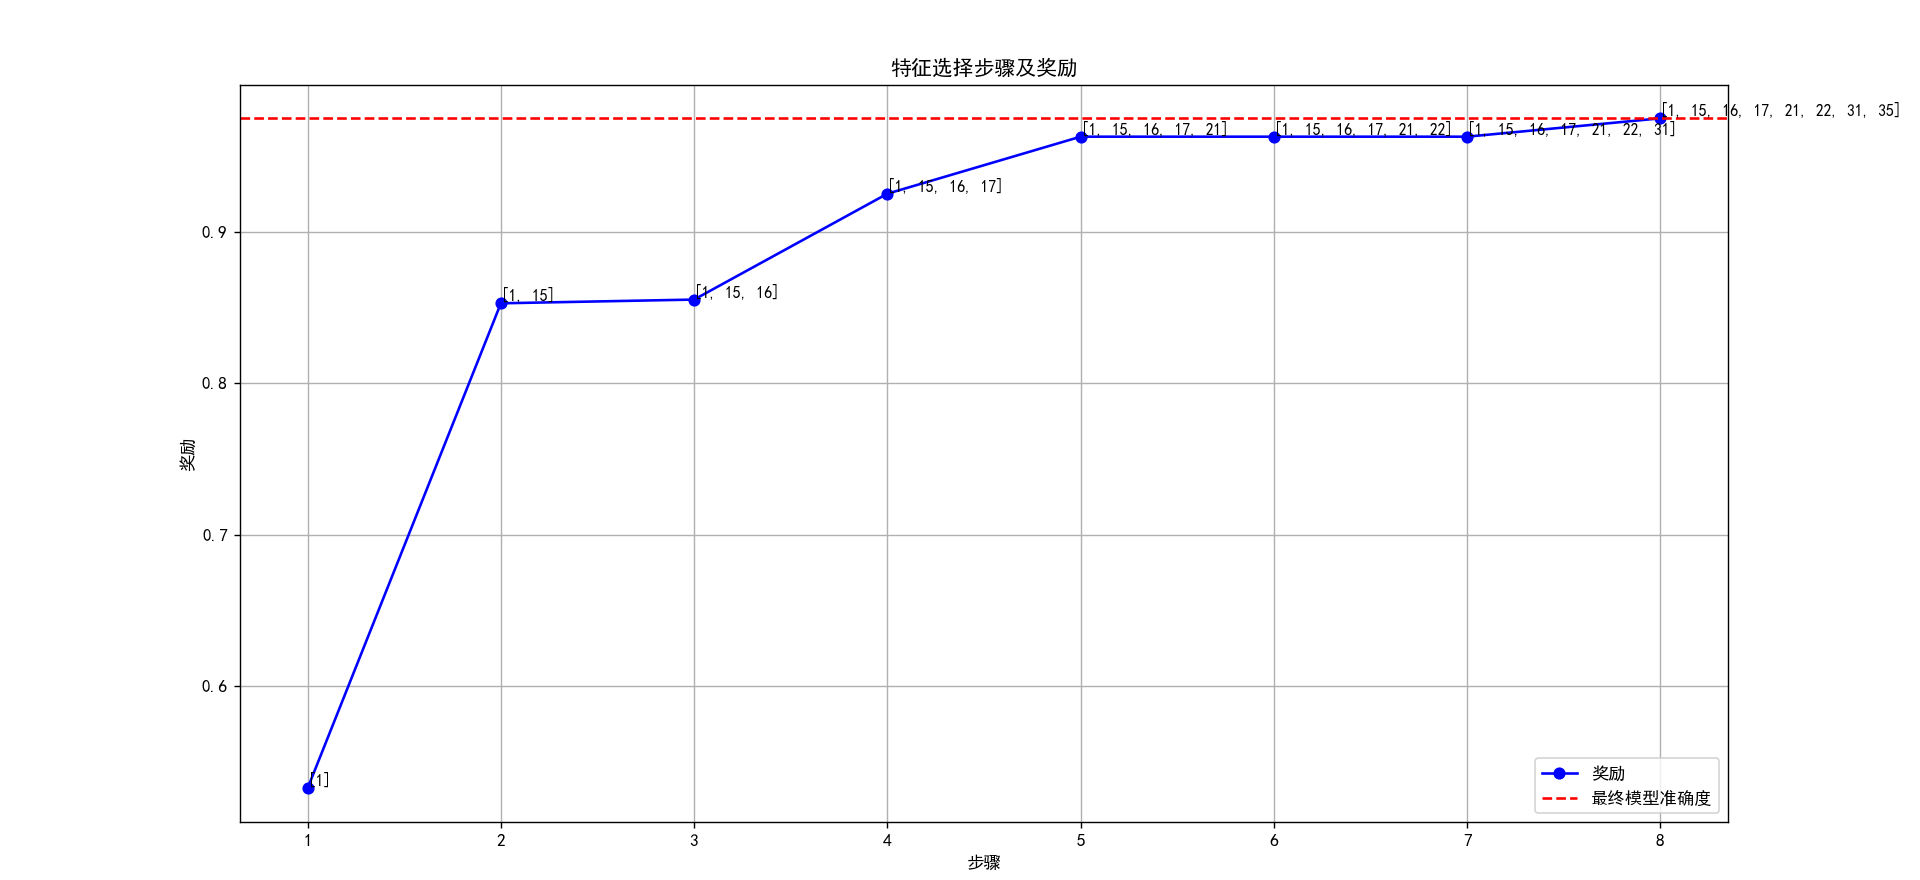 特征选择步骤及奖励
[1, 15, 16, 17, 21, 22, 31, 35]
[1, 15, 16, 17, 21]
[1, 15, 16, 17, 21, 22]
[1, 15, 16, 17, 21, 22, 31]
[1, 15, 16, 17]
0.9
[1, 15]
[1, 15, 16]
0.8
奖励
0.7
0.6
[1]
奖励
最终模型准确度
1
2
3
4
5
6
7
8
步骤